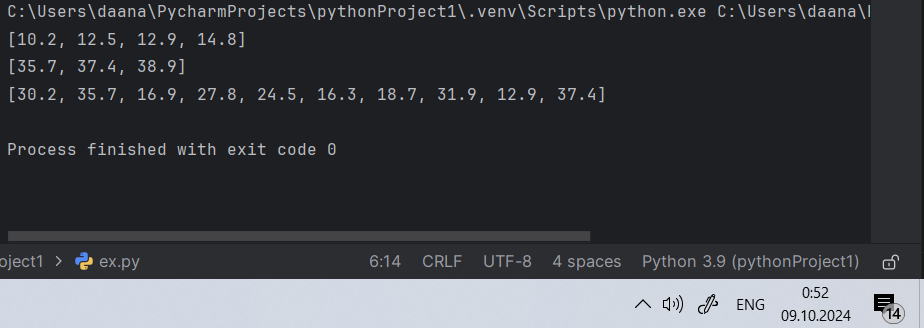 C:\Users\daana\PycharmProjects\pythonProject1\.venv\Scripts\python.exe C:\Users\daana\
[10.2, 12.5, 12.9, 14.8]
[35.7, 37.4, 38.9]
[30.2, 35.7, 16.9, 27.8, 24.5, 16.3, 18.7, 31.9, 12.9, 37.4]
Process finished with exit code 0
oject1 > ex.py 6:14 CRLF UTF-8 4 spaces Python 3.9 (pythonProject1)
ENG 0:52
09.10.2024 14